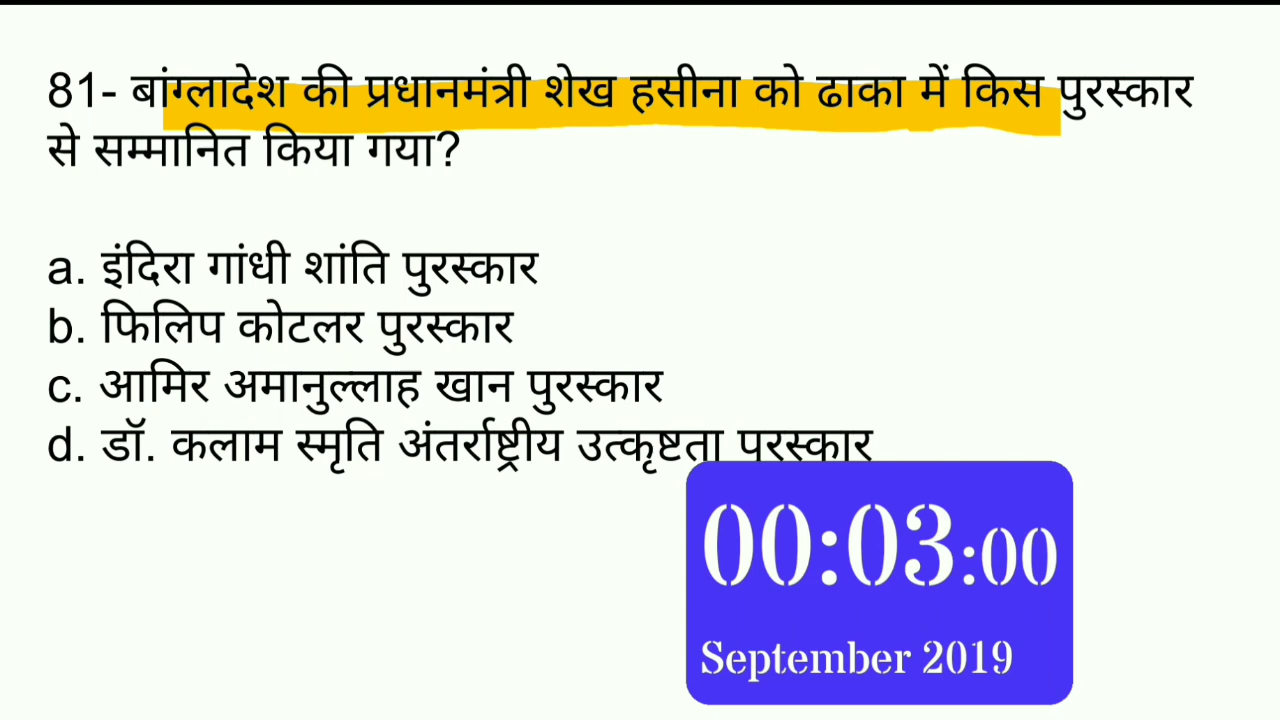 81- बांग्लादेश की प्रधानमंत्री शेख हसीना को ढाका में किस पुरस्कार
से सम्मानित किया गया?
a. इंदिरा गांधी शांति पुरस्कार
b. फिलिप कोटलर पुरस्कार
c. आमिर अमानुल्लाह खान पुरस्कार
d. डॉ. कलाम स्मृति अंतर्राष्ट्रीय उत्कृष्टता पुरस्कार
00:03:00
September 2019